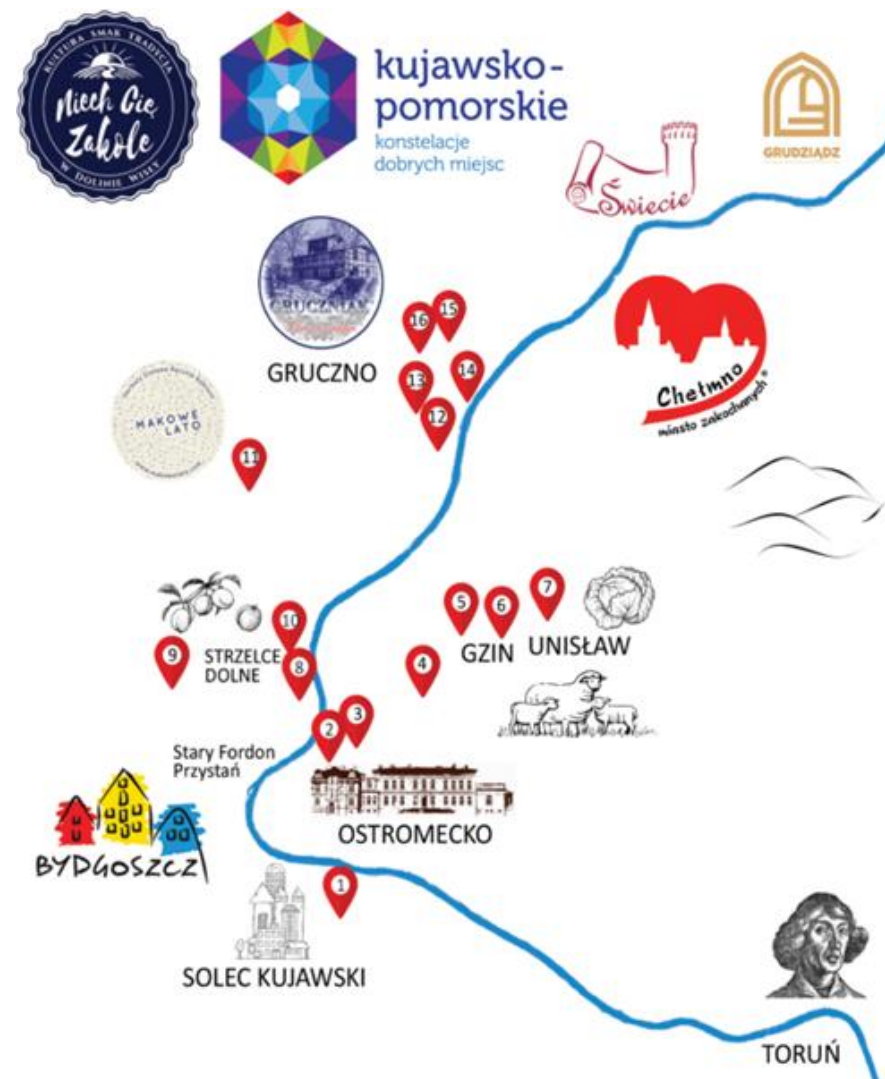 KULTURA SMAK TRADYCJA
Niech Cię
Zakole
W DOLINIE WISŁY
kujawsko-
pomorskie
konstelacje
dobrych miejsc
GRUDZIĄDZ
Świecie
GRUCZNIAK
GRUCZNO
16
15
13
14
12
Chełmno
miasto zakochanych
MAKOWE
LATO
11
5
6
7
10
9
8
STRZELCE
DOLNE
4
GZIN
UNISŁAW
2
3
Stary Fordon
Przystań
OSTROMECKO
BYDGOSZCZ
1
SOLEC KUJAWSKI
TORUŃ